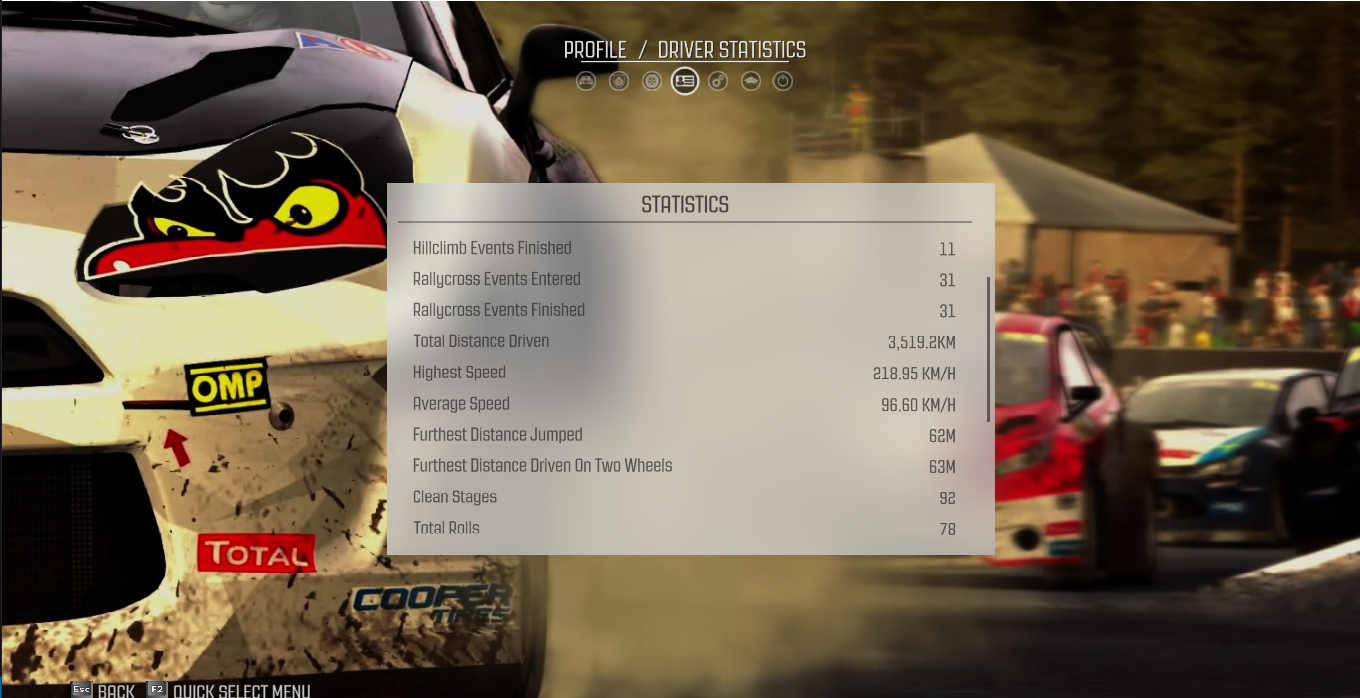 PROFILE / DRIVER STATISTICS
STATISTICS
Hillclimb Events Finished 11
Rallycross Events Entered 31
Rallycross Events Finished 31
Total Distance Driven 3,519.2KM
Highest Speed 218.95 KM/H
Average Speed 96.60 KM/H
Furthest Distance Jumped 62M
Furthest Distance Driven On Two Wheels 63M
Clean Stages 92
Total Rolls 78
OMP
TOTAL
COOPER
TIRES
Esc BACK F2 QUICK SELECT MENU